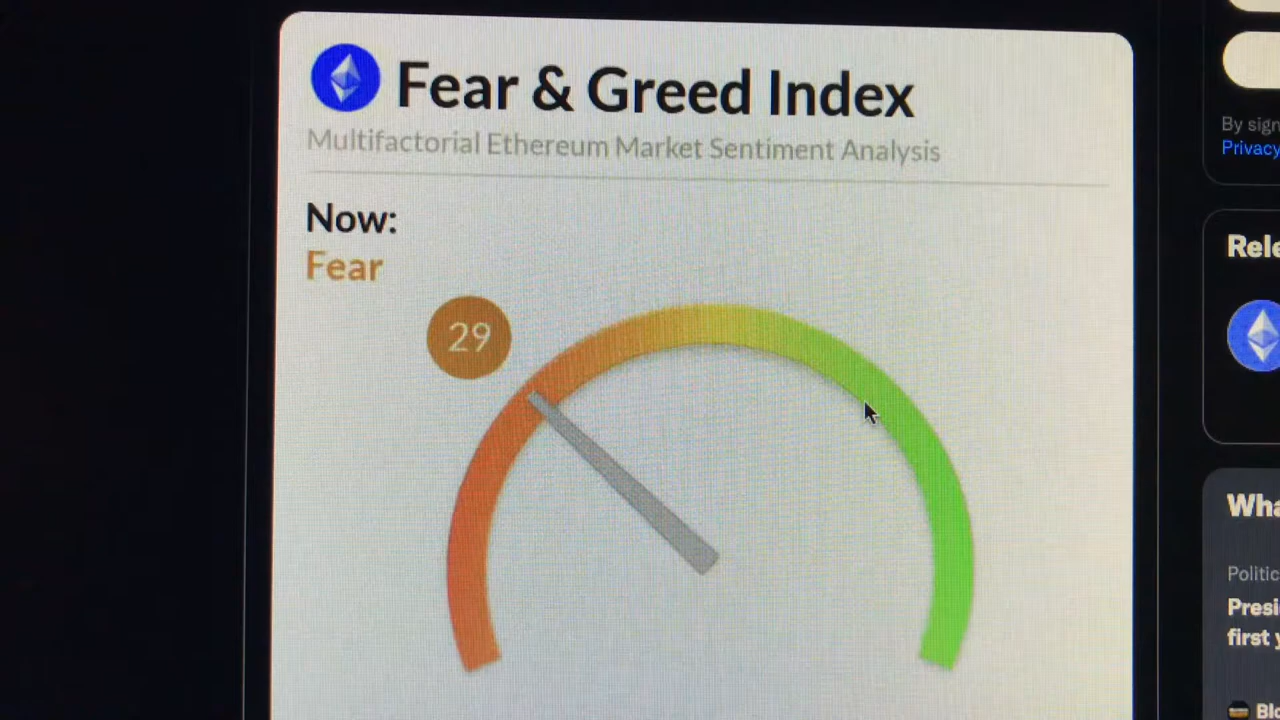 Fear & Greed Index
Multifactorial Ethereum Market Sentiment Analysis
Now:
Fear
29
By sign
Privacy
Rele
Wha
Politic
Presi
first y
Blo